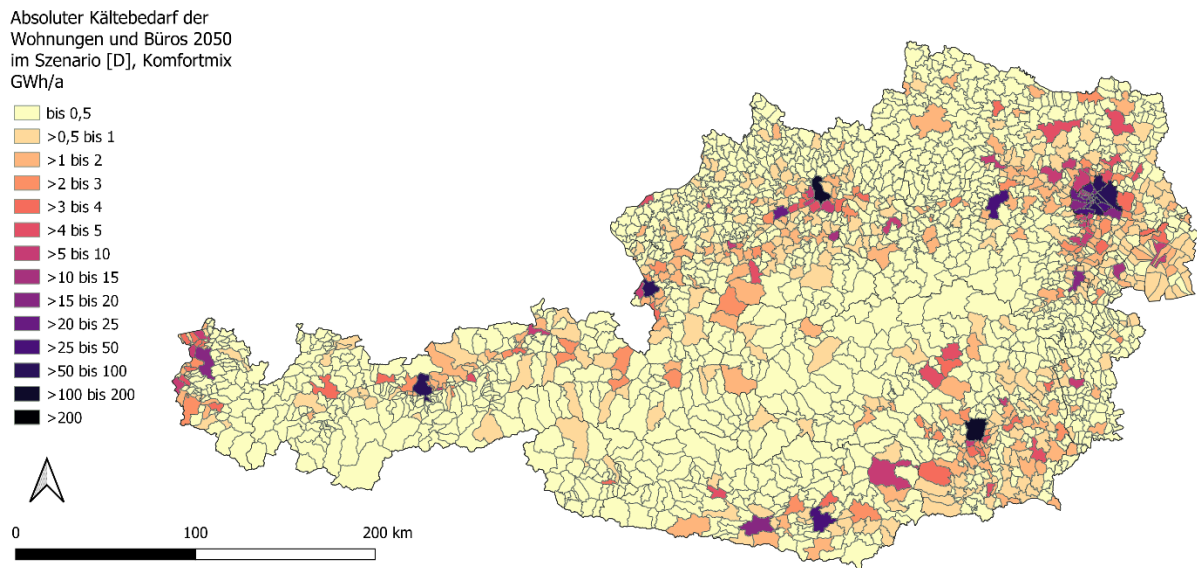 Absoluter Kältebedarf der
Wohnungen und Büros 2050
im Szenario [D], Komfortmix
GWh/a
bis 0,5
>0,5 bis 1
>1 bis 2
>2 bis 3
>3 bis 4
>4 bis 5
>5 bis 10
>10 bis 15
>15 bis 20
>20 bis 25
>25 bis 50
>50 bis 100
>100 bis 200
>200
0 100 200 km